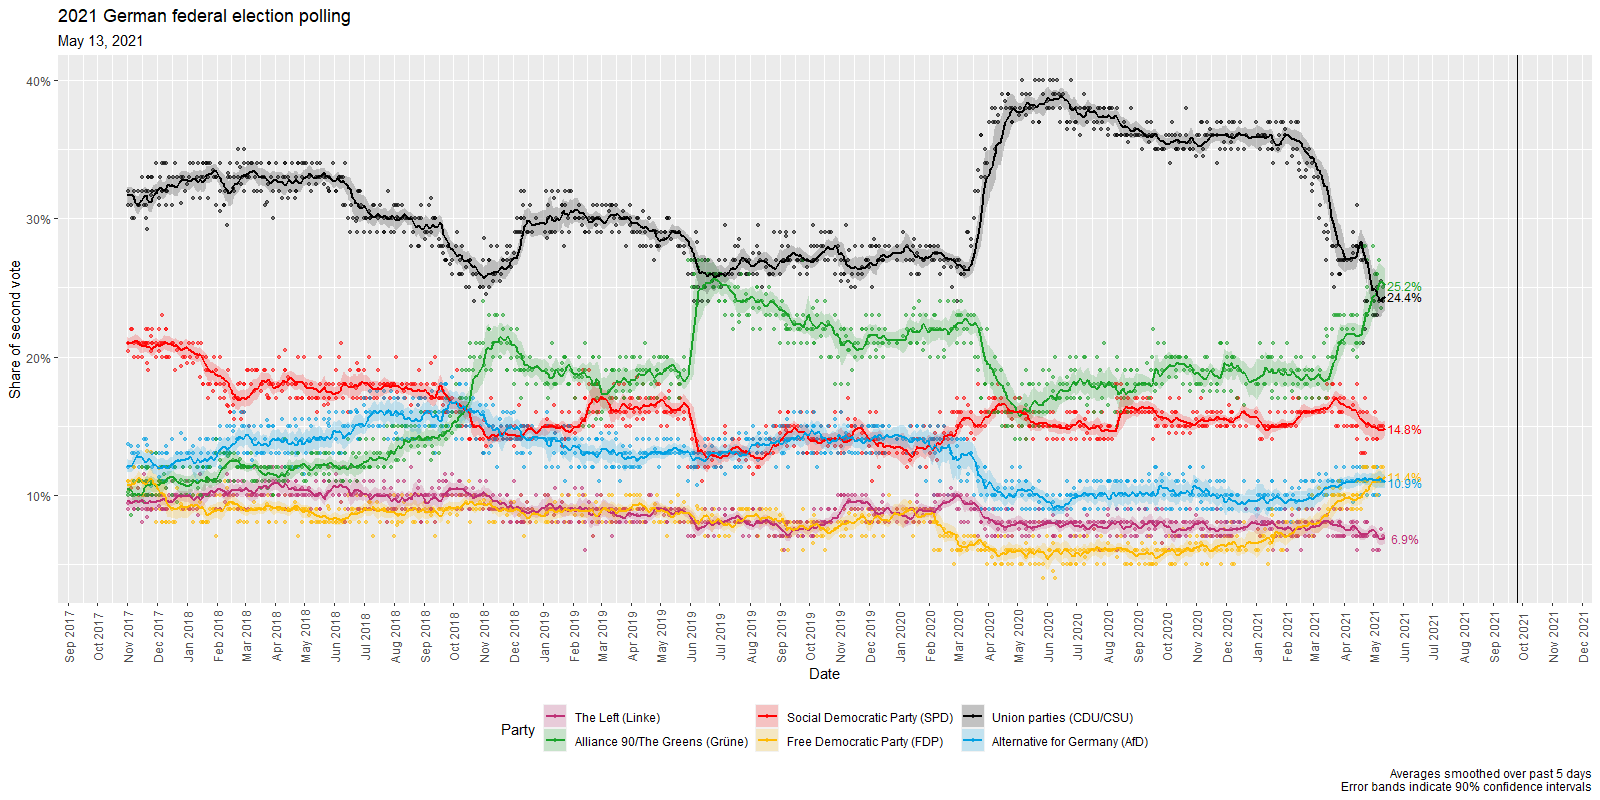 2021 German federal election polling
May 13, 2021
Share of second vote
40%
30%
20%
10%
25.2%
24.4%
14.8%
11.4%
10.9%
6.9%
Sep 2017
Oct 2017
Nov 2017
Dec 2017
Jan 2018
Feb 2018
Mar 2018
Apr 2018
May 2018
Jun 2018
Jul 2018
Aug 2018
Sep 2018
Oct 2018
Nov 2018
Dec 2018
Jan 2019
Feb 2019
Mar 2019
Apr 2019
May 2019
Jun 2019
Jul 2019
Aug 2019
Sep 2019
Oct 2019
Nov 2019
Dec 2019
Jan 2020
Feb 2020
Mar 2020
Apr 2020
May 2020
Jun 2020
Jul 2020
Aug 2020
Sep 2020
Oct 2020
Nov 2020
Dec 2020
Jan 2021
Feb 2021
Mar 2021
Apr 2021
May 2021
Jun 2021
Jul 2021
Aug 2021
Sep 2021
Oct 2021
Nov 2021
Dec 2021
Date
Party
The Left (Linke)
Social Democratic Party (SPD)
Union parties (CDU/CSU)
Alliance 90/The Greens (Grüne)
Free Democratic Party (FDP)
Alternative for Germany (AfD)
Averages smoothed over past 5 days
Error bands indicate 90% confidence intervals